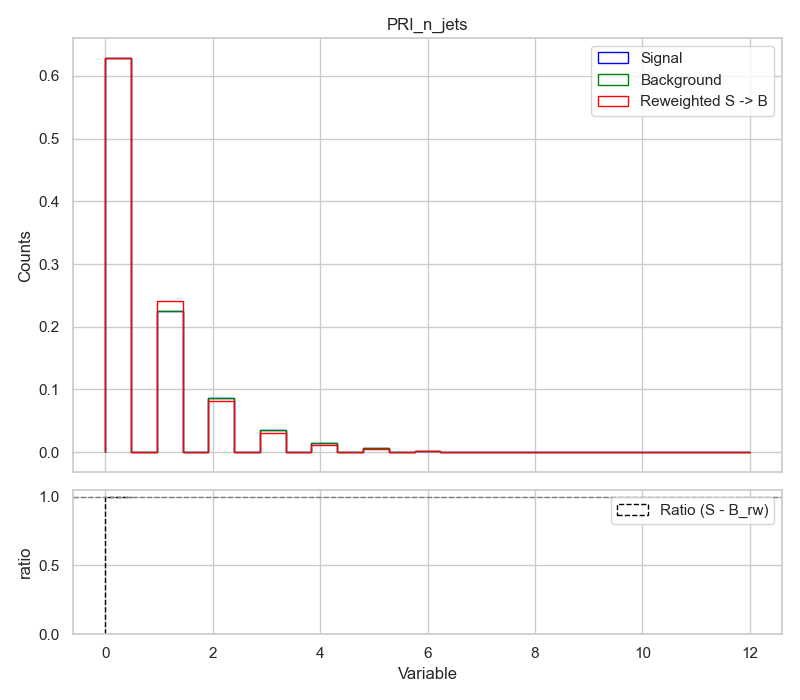 PRI_n_jets
Signal
Background
Reweighted S -> B
0.6
0.5
0.4
0.3
0.2
0.1
0.0
Counts
1.0
0.5
0.0
ratio
Ratio (S - B_rw)
0 2 4 6 8 10 12
Variable